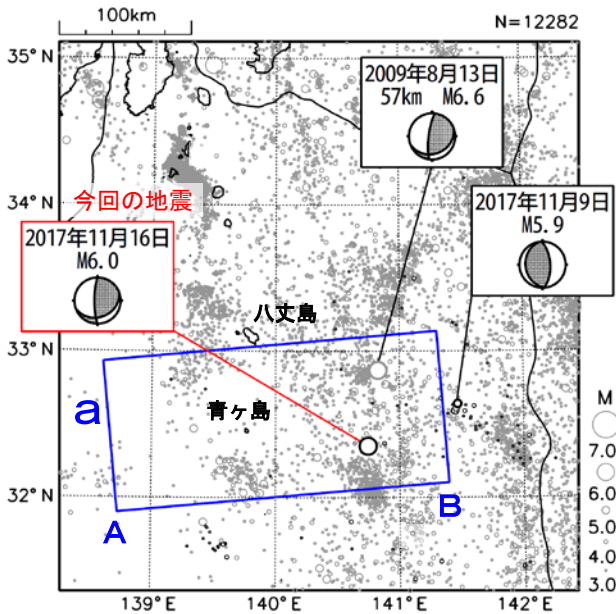 100km
N=12282
35°N
34°N
33°N
32°N
2009年8月13日
57km M6.6
今回の地震
2017年11月16日
M6.0
2017年11月9日
M5.9
八丈島
青ヶ島
a
A
B
M
7.0
6.0
5.0
4.0
3.0
139°E
140°E
141°E
142°E